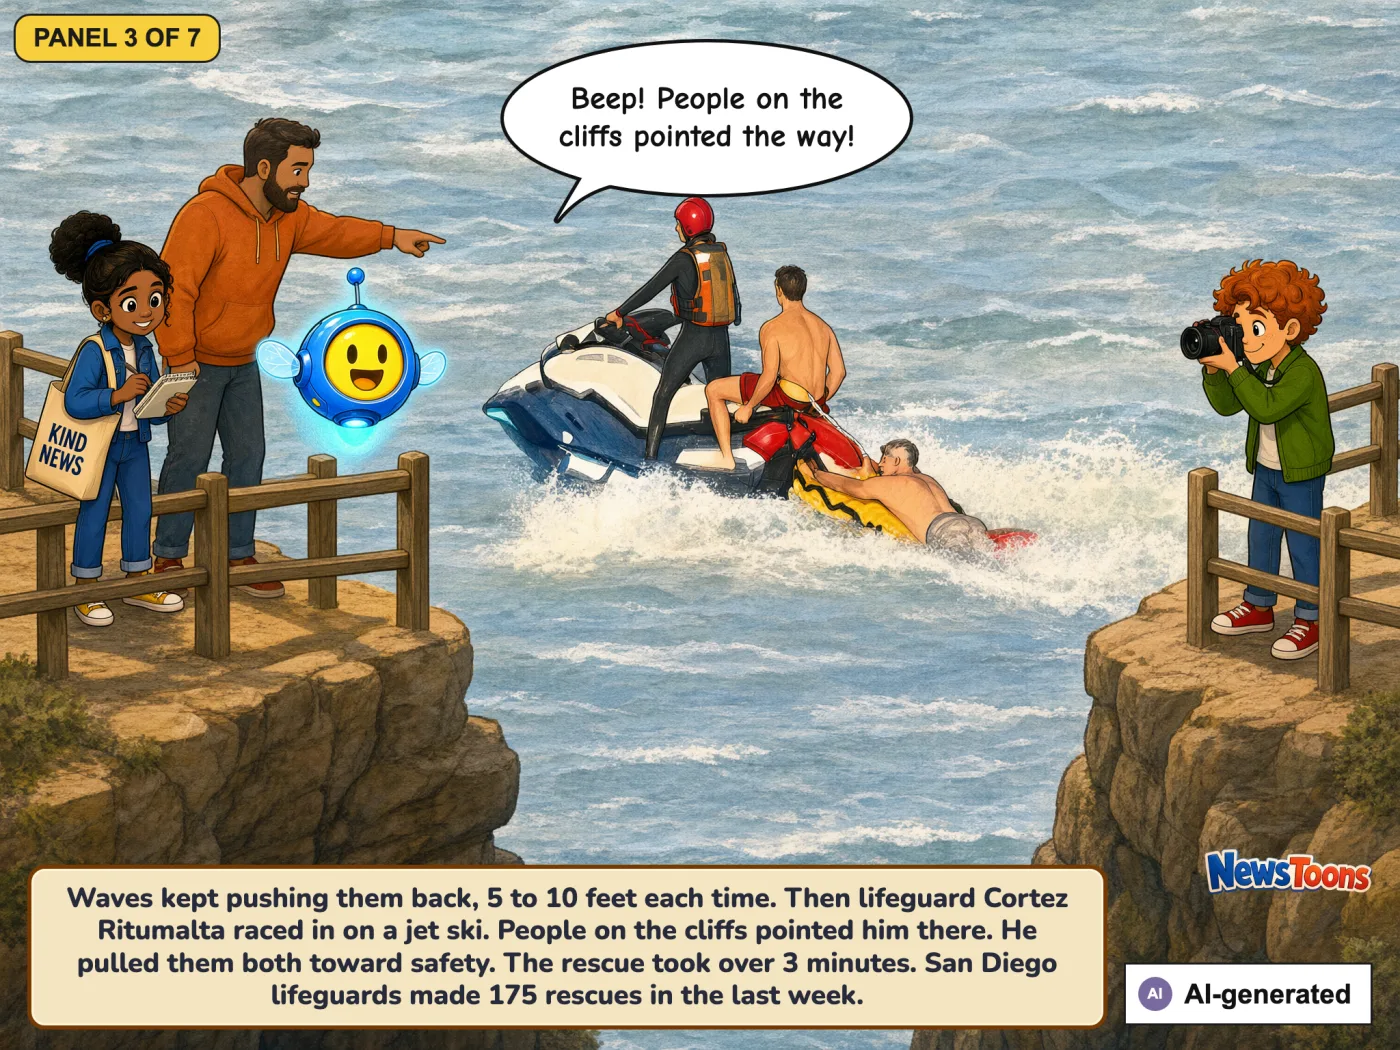 PANEL 3 OF 7
Beep! People on the
cliffs pointed the way!
KIND
NEWS
Waves kept pushing them back, 5 to 10 feet each time. Then lifeguard Cortez
Ritumalta raced in on a jet ski. People on the cliffs pointed him there. He
pulled them both toward safety. The rescue took over 3 minutes. San Diego
lifeguards made 175 rescues in the last week.
NewsToons
AI AI-generated